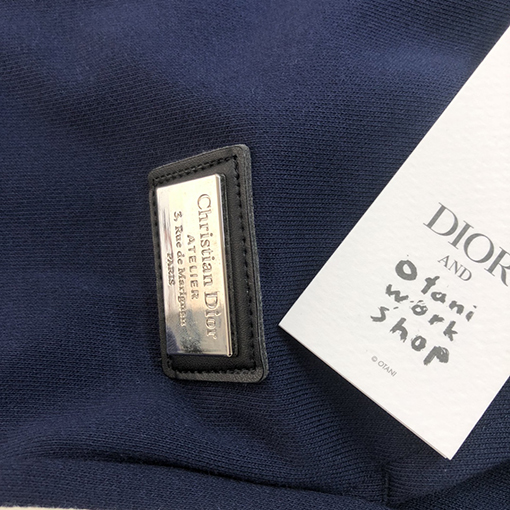 Christian Dior
ATELIER
3, Rue de Marignan
PARIS
DIOR
AND
Otani
work
shop
© OTANI